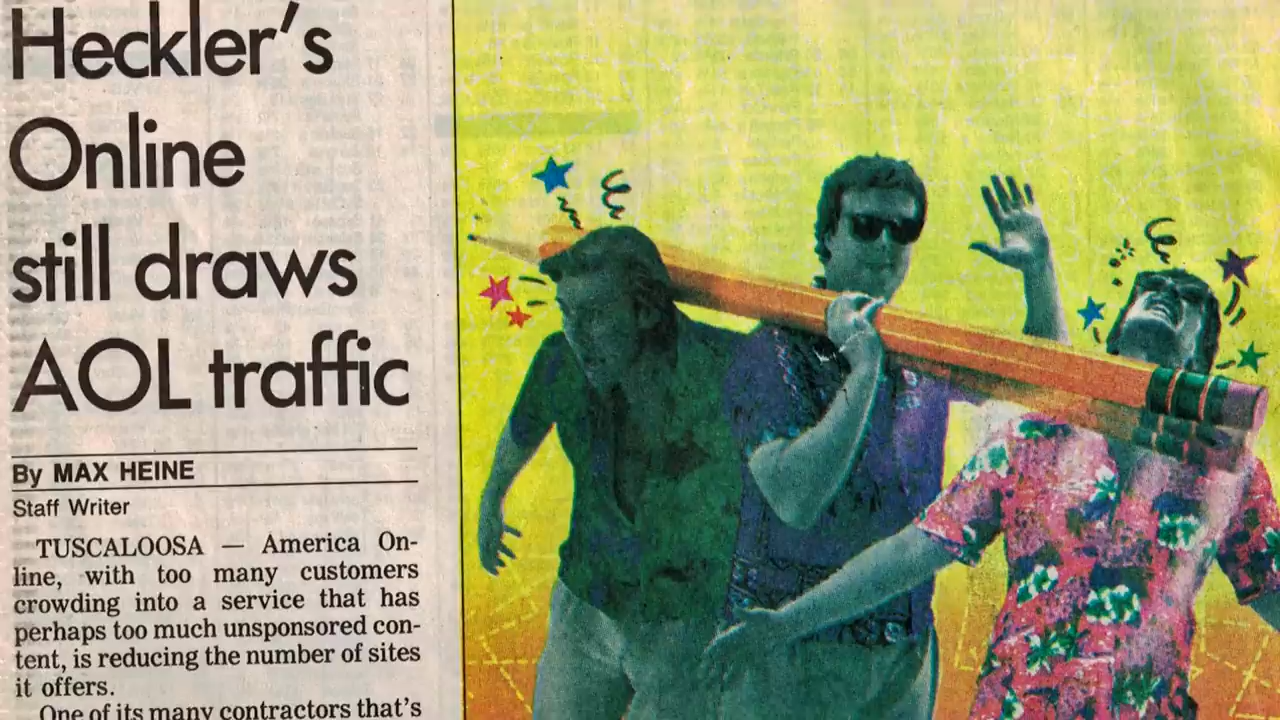 Heckler's
Online
still draws
AOL traffic
By MAX HEINE
Staff Writer
TUSCALOOSA — America On-
line, with too many customers
crowding into a service that has
perhaps too much unsponsored con-
tent, is reducing the number of sites
it offers.
One of its many contractors that's